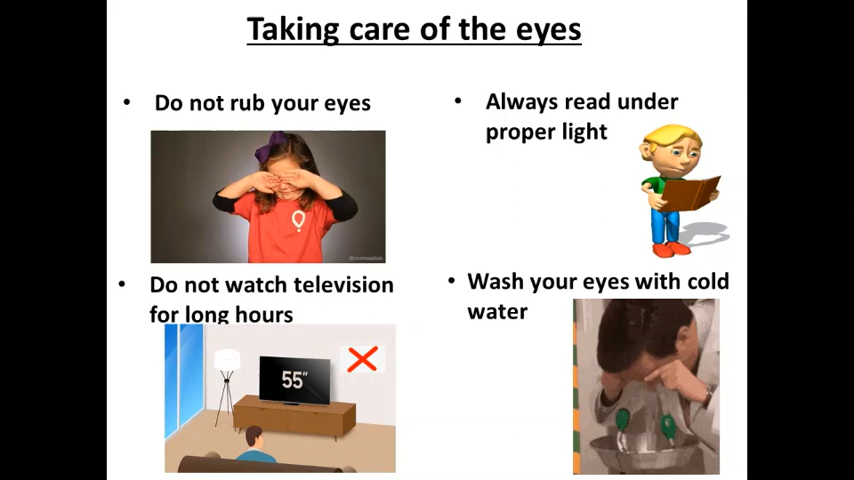 Taking care of the eyes
• Do not rub your eyes
• Always read under
proper light
• Do not watch television
for long hours
55"
• Wash your eyes with cold
water